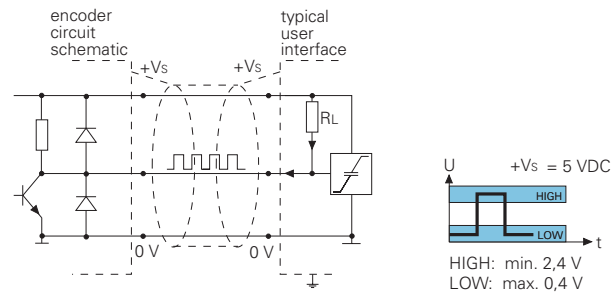 encoder
circuit
schematic
typical
user
interface
+Vs
+Vs
RL
0 V
0 V
U
+Vs = 5 VDC
HIGH
LOW
t
HIGH: min. 2,4 V
LOW: max. 0,4 V